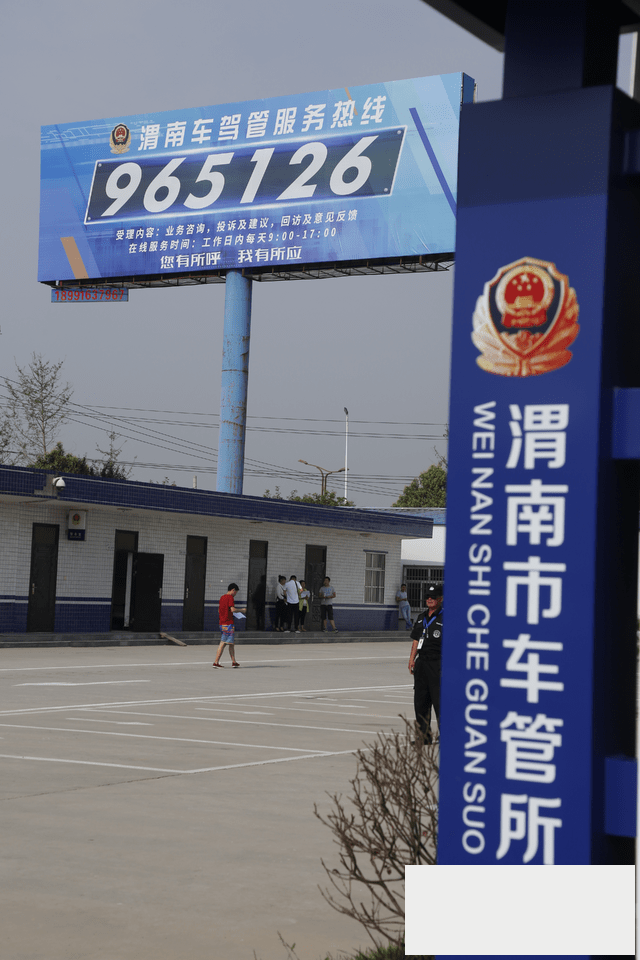 渭南车驾管服务热线
965126
受理内容：业务咨询，投诉及建议，回访及意见反馈
在线服务时间：工作日内每天9:00-17:00
您有所呼 我有所应
18991637967
渭南市车管所
WEI NAN SHI CHE GUAN SUO